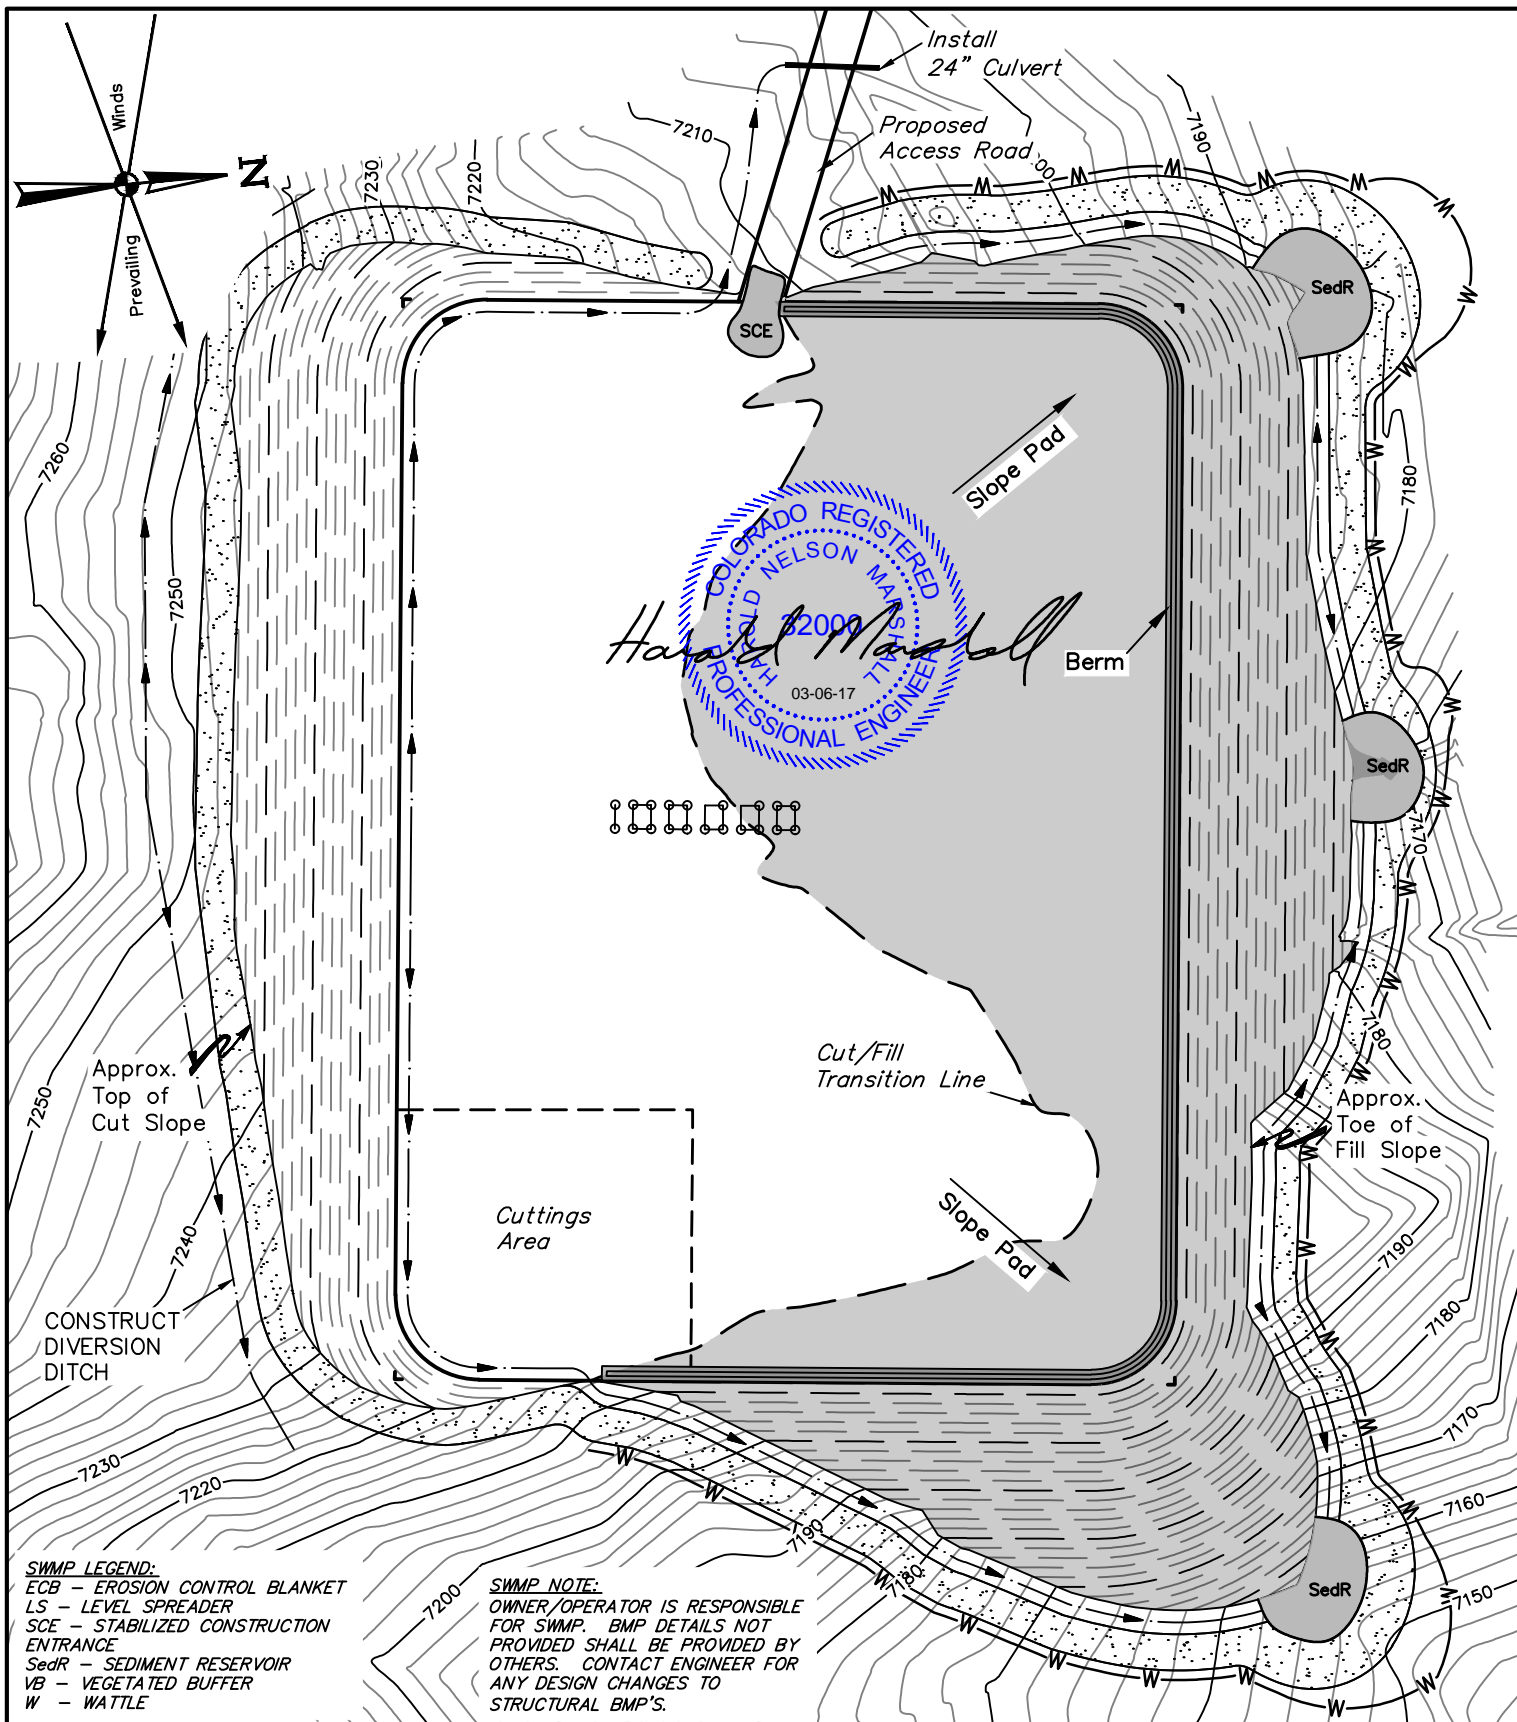 Install
24" Culvert
Winds
7210
Proposed
Access Road
7190
N
7230
7220
00
W W W W W W
W
Prevailing
SedR
W
SCE
W
W
7260
Slope Pad
7180
COLORADO REGISTERED
W
HAROLD NELSON MARSHALL
7250
32000
Harold Marshall
W
Berm
03-06-17
W
PROFESSIONAL ENGINEER
W
SedR
W
7170
W
W
7180
Cut/Fill
Transition Line
Approx.
Top of
Cut Slope
W
Approx.
Toe of
Fill Slope
7250
W
Slope Pad
Cuttings
Area
7240
W
7190
CONSTRUCT
DIVERSION
DITCH
7180
W
W
7170
7230
W
7220
W
W
7160
7190
SWMP LEGEND:
ECB – EROSION CONTROL BLANKET
LS – LEVEL SPREADER
SCE – STABILIZED CONSTRUCTION
ENTRANCE
SedR – SEDIMENT RESERVOIR
VB – VEGETATED BUFFER
W – WATTLE
7200
SWMP NOTE:
OWNER/OPERATOR IS RESPONSIBLE
FOR SWMP. BMP DETAILS NOT
PROVIDED SHALL BE PROVIDED BY
OTHERS. CONTACT ENGINEER FOR
ANY DESIGN CHANGES TO
STRUCTURAL BMP'S.
W
7180
SedR
W
7150
W
W
W
W
W
W